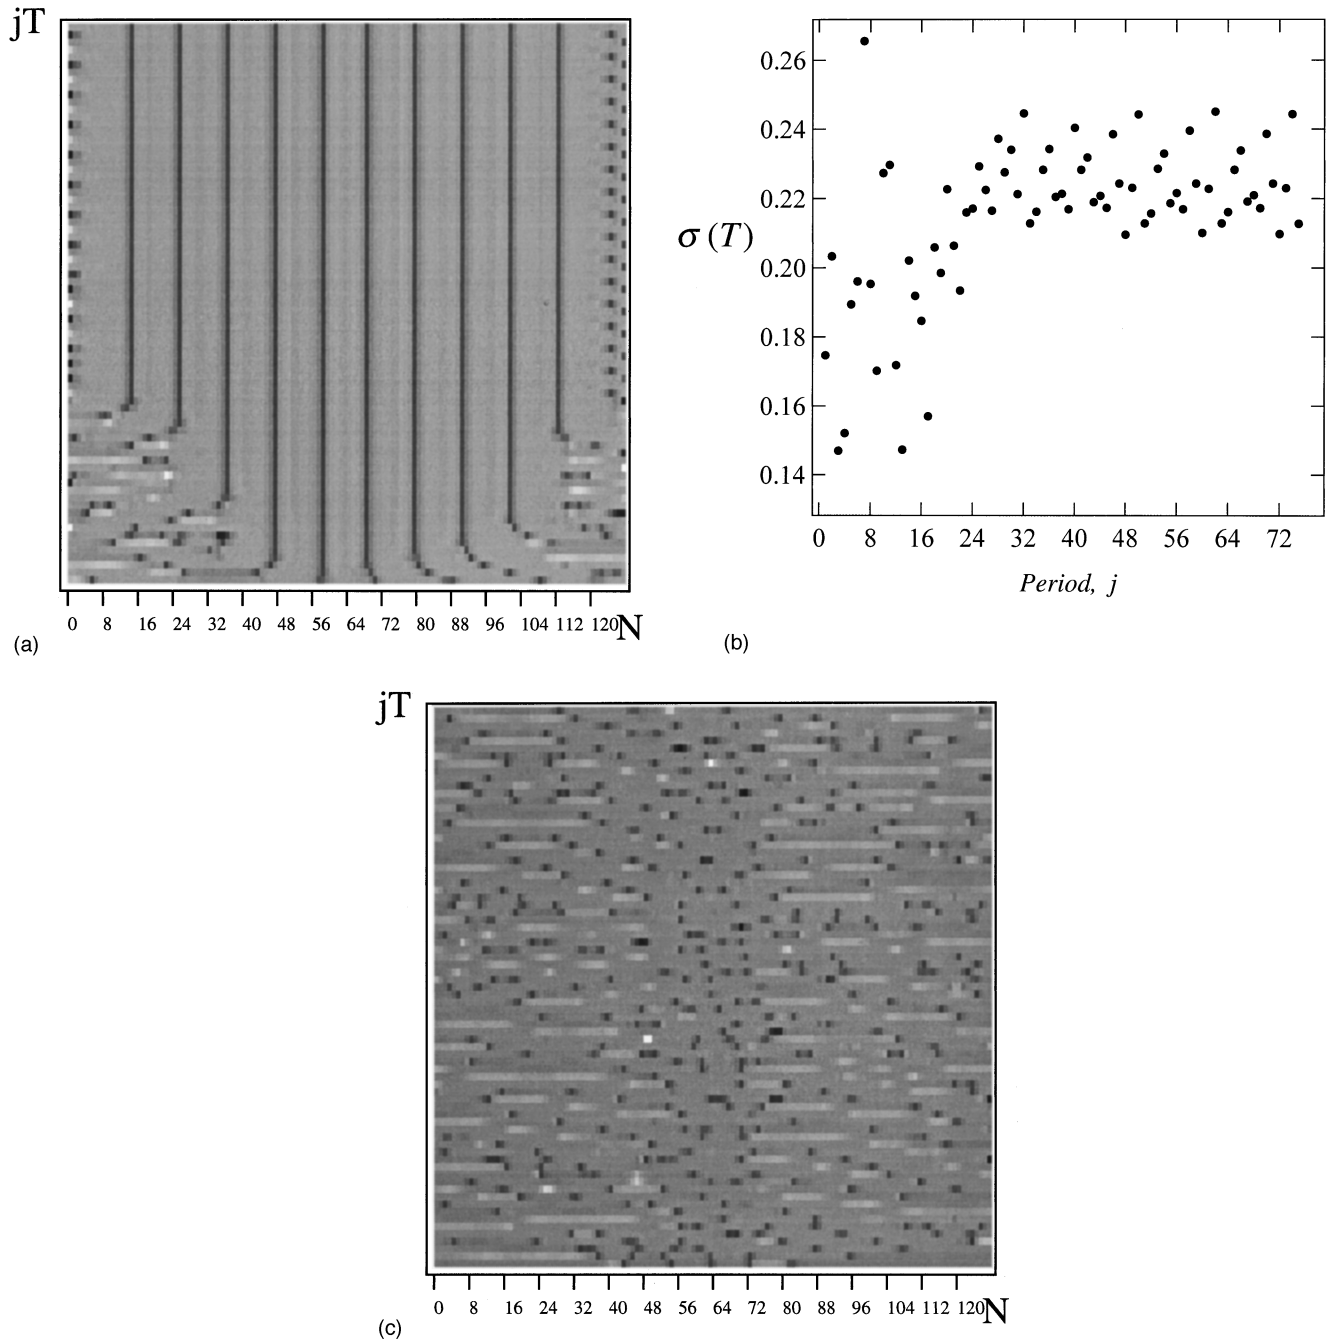 jT
0 8 16 24 32 40 48 56 64 72 80 88 96 104 112 120 N
(a)
0.26
0.24
0.22
0.20
0.18
0.16
0.14
σ (T)
0 8 16 24 32 40 48 56 64 72
Period, j
(b)
jT
0 8 16 24 32 40 48 56 64 72 80 88 96 104 112 120 N
(c)